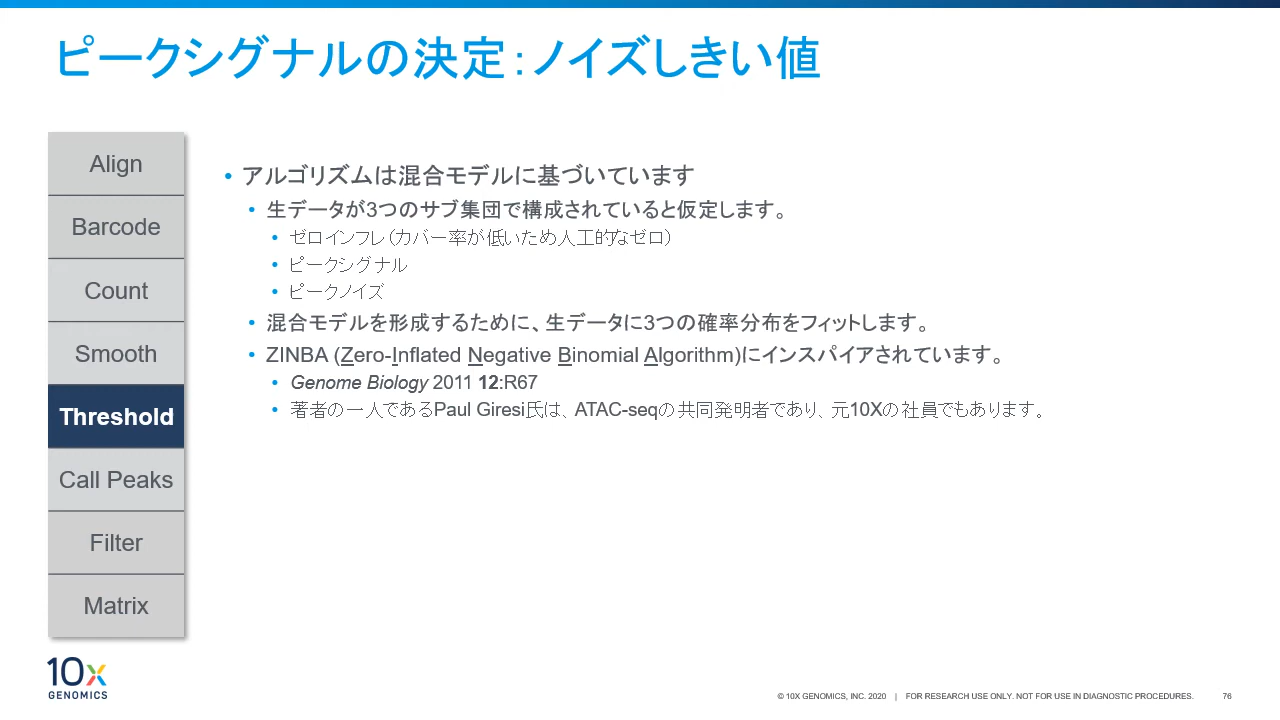 ピークシグナルの決定：ノイズしきい値
Align
Barcode
Count
Smooth
Threshold
Call Peaks
Filter
Matrix
• アルゴリズムは混合モデルに基づいています
• 生データが3つのサブ集団で構成されていると仮定します。
• ゼロインフレ（カバー率が低いため人工的なゼロ）
• ピークシグナル
• ピークノイズ
• 混合モデルを形成するために、生データに3つの確率分布をフィットします。
• ZINBA (Zero-Inflated Negative Binomial Algorithm)にインスパイアされています。
• Genome Biology 2011 12:R67
• 著者の一人であるPaul Giresi氏は、ATAC-seqの共同発明者であり、元10Xの社員でもあります。
10x
GENOMICS
© 10X GENOMICS, INC. 2020 | FOR RESEARCH USE ONLY. NOT FOR USE IN DIAGNOSTIC PROCEDURES. 76